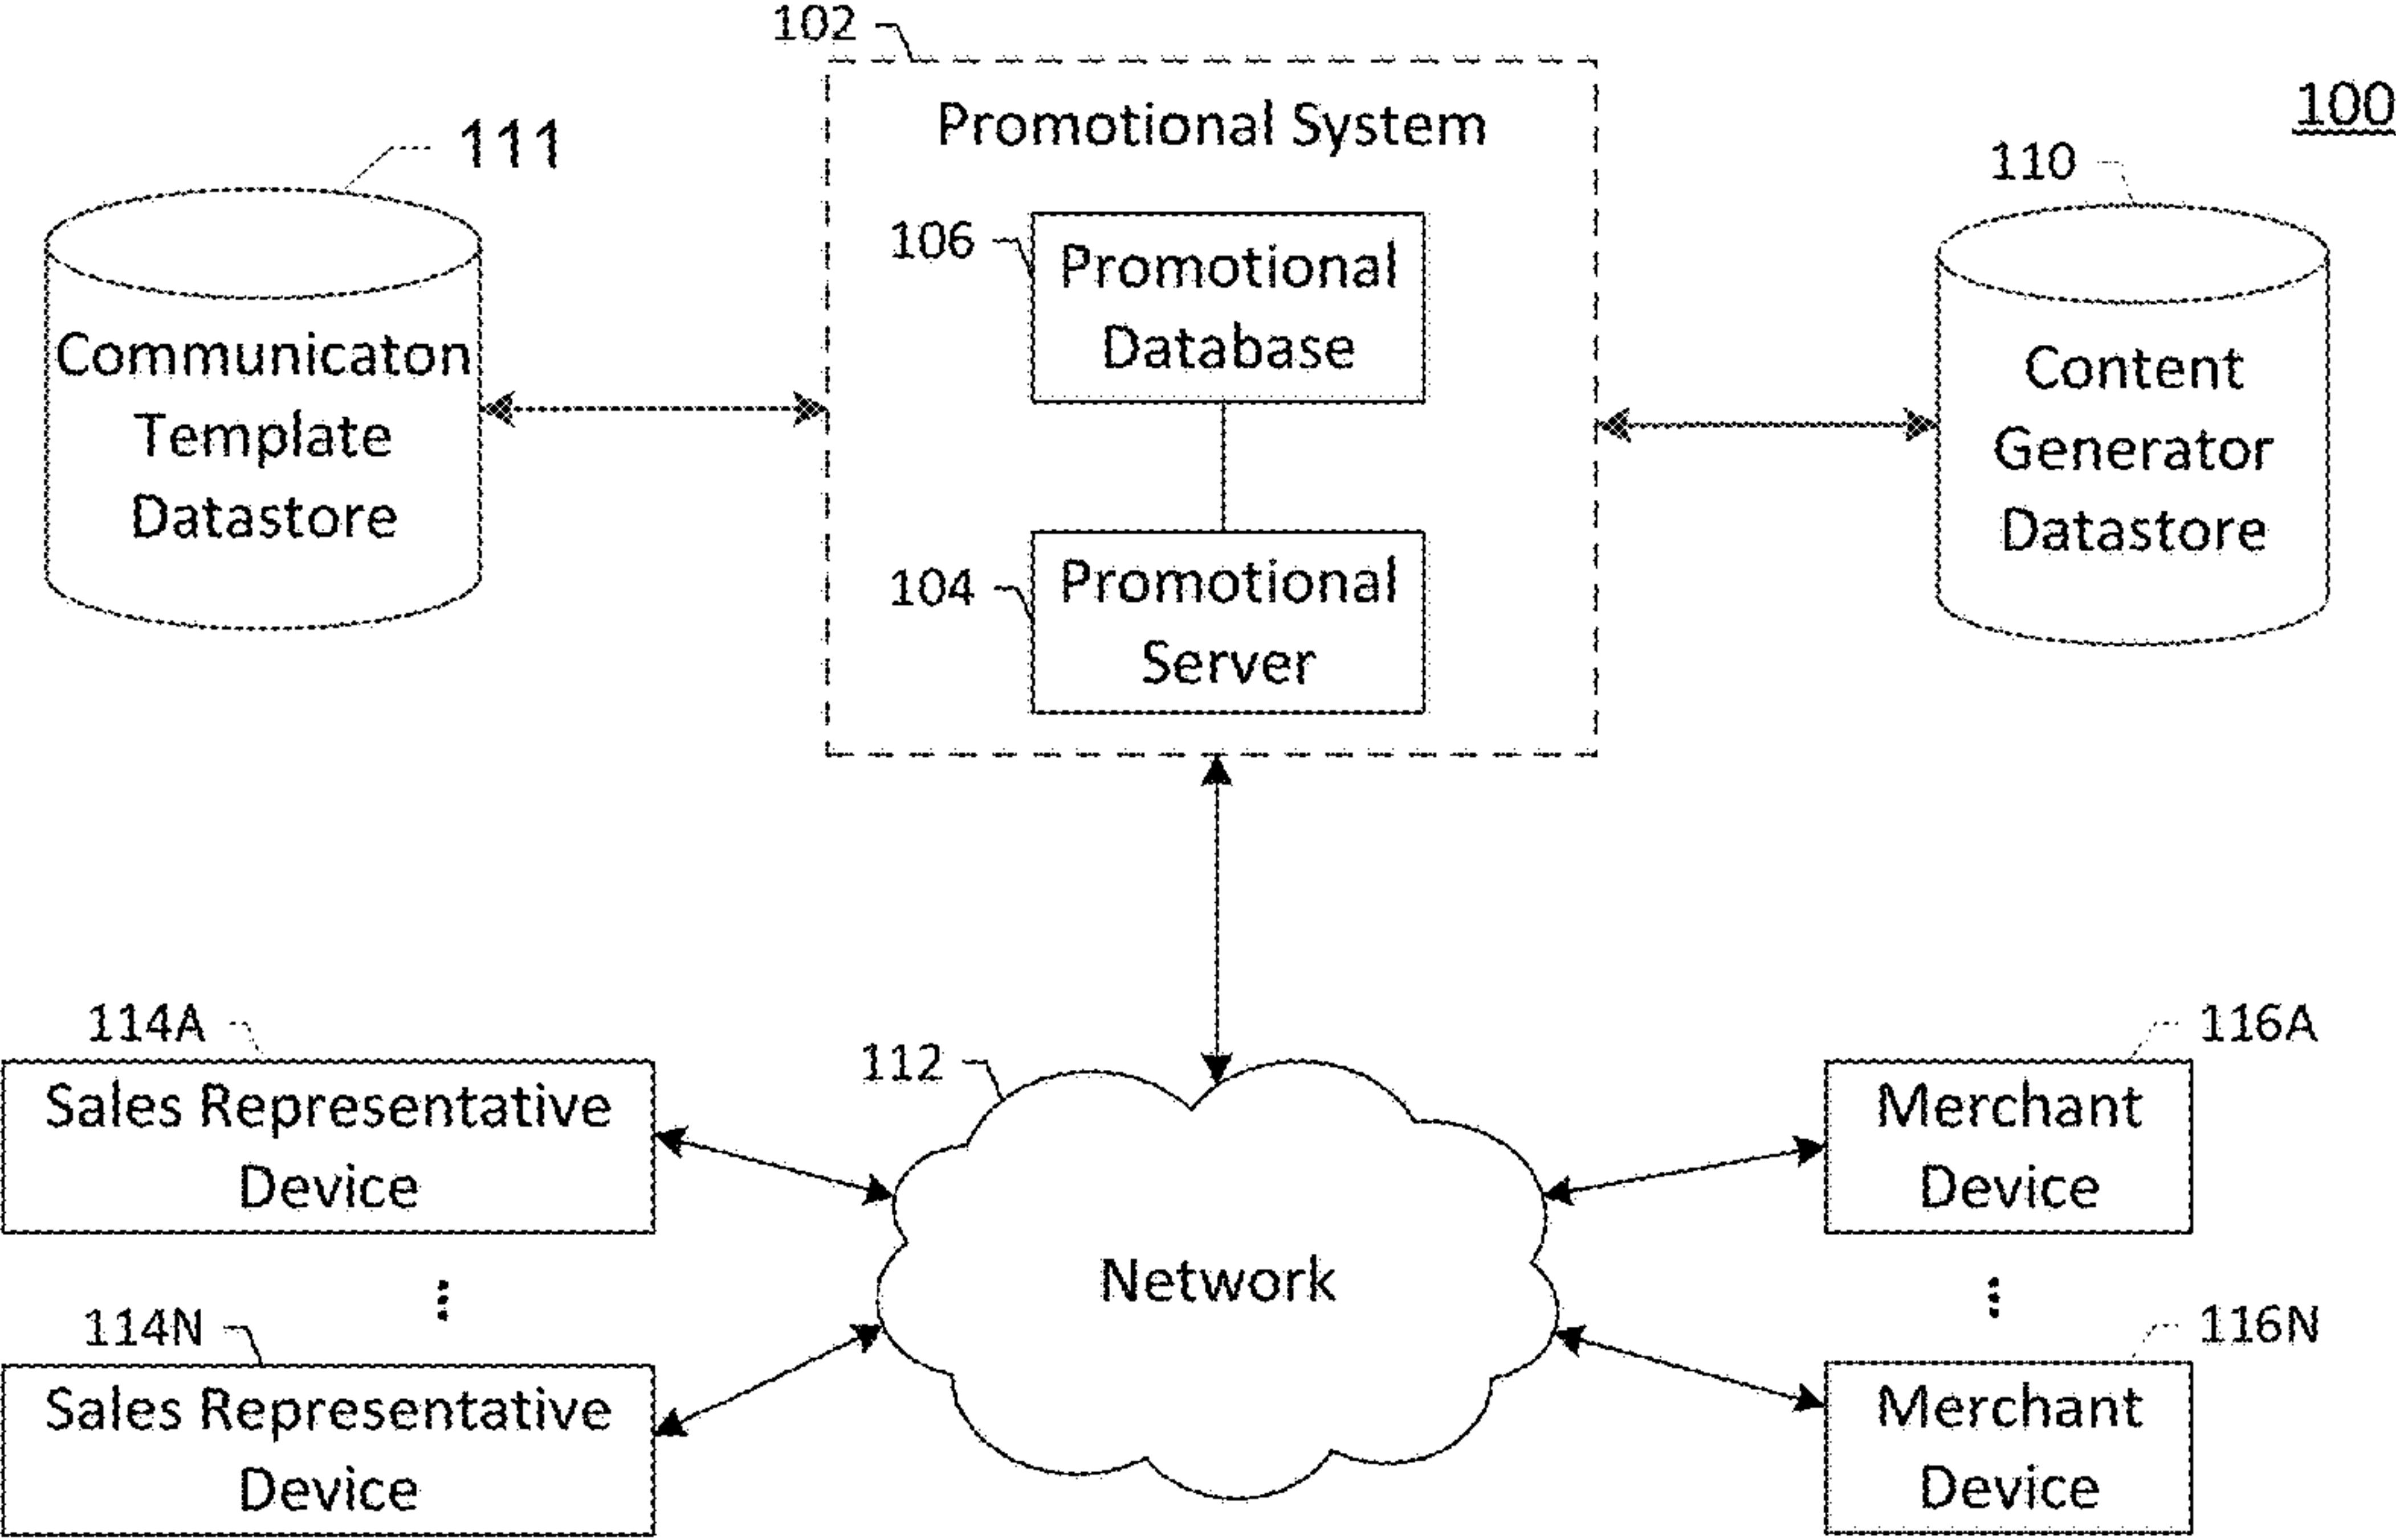 102
Promotional System
100
111
110
106
Promotional
Database
Communicaton
Template
Datastore
Content
Generator
Datastore
104
Promotional
Server
114A
Sales Representative
Device
112
116A
Merchant
Device
Network
114N
Sales Representative
Device
116N
Merchant
Device